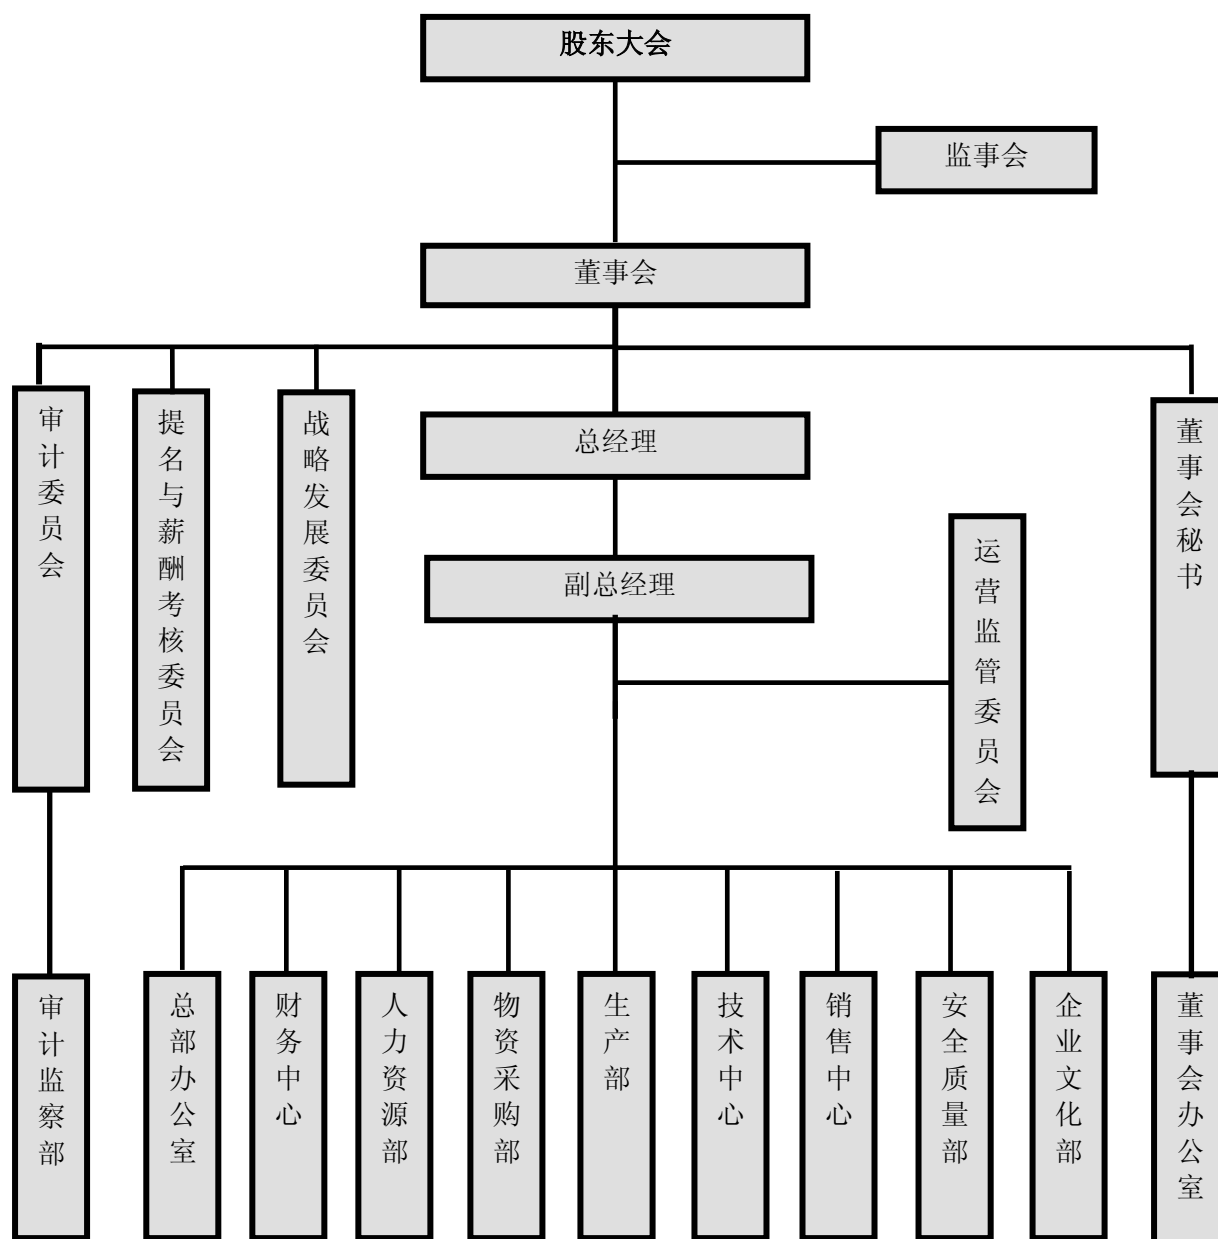 股东大会
监事会
董事会
审计委员会
提名与薪酬考核委员会
战略发展委员会
总经理
董事会秘书
副总经理
运营监管委员会
审计监察部
总部办公室
财务中心
人力资源部
物资采购部
生产部
技术中心
销售中心
安全质量部
企业文化部
董事会办公室